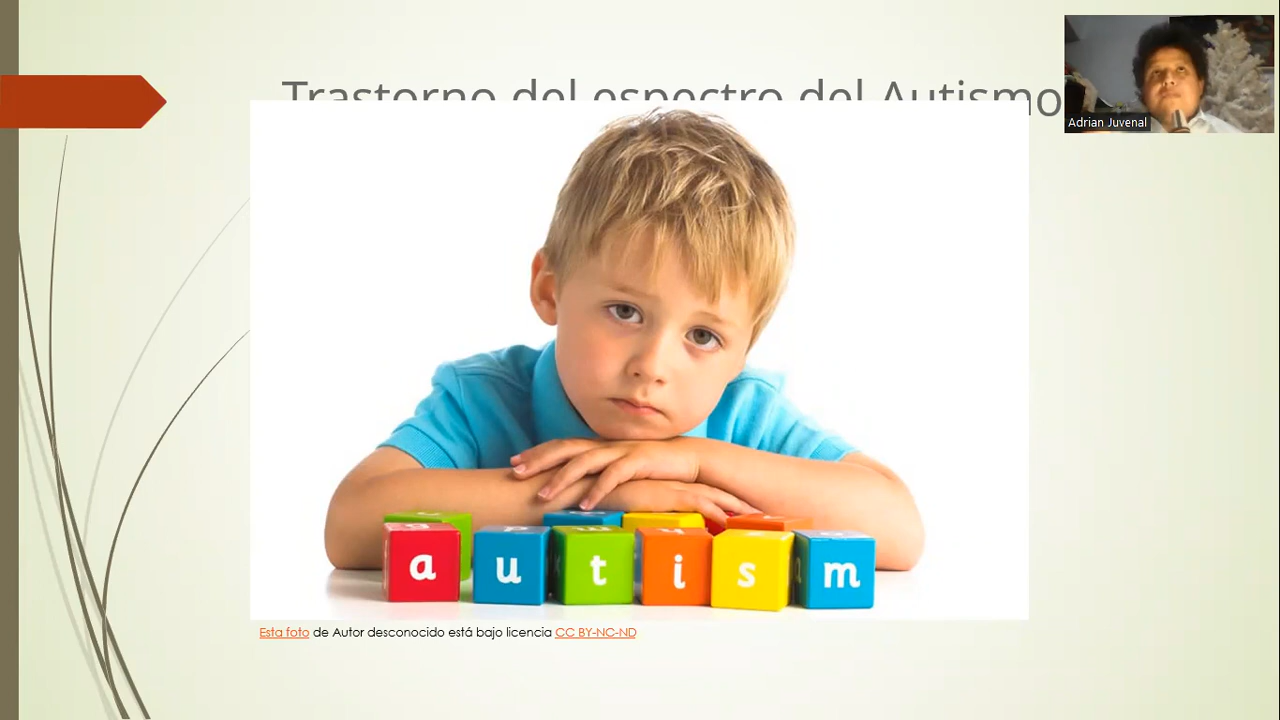 Trastorno del espectro del Autismo
Adrian Juvenal
a u t i s m
Esta foto de Autor desconocido está bajo licencia CC BY-NC-ND